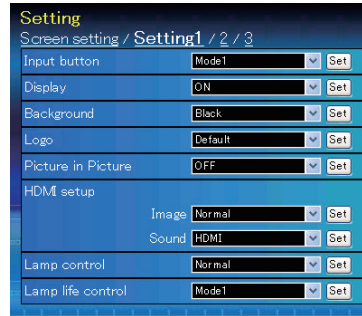 Setting
Screen setting / Setting1 / 2 / 3
Input button Mode1 Set
Display ON Set
Background Black Set
Logo Default Set
Picture in Picture OFF Set
HDMI setup
Image Normal Set
Sound HDMI Set
Lamp control Normal Set
Lamp life control Mode1 Set